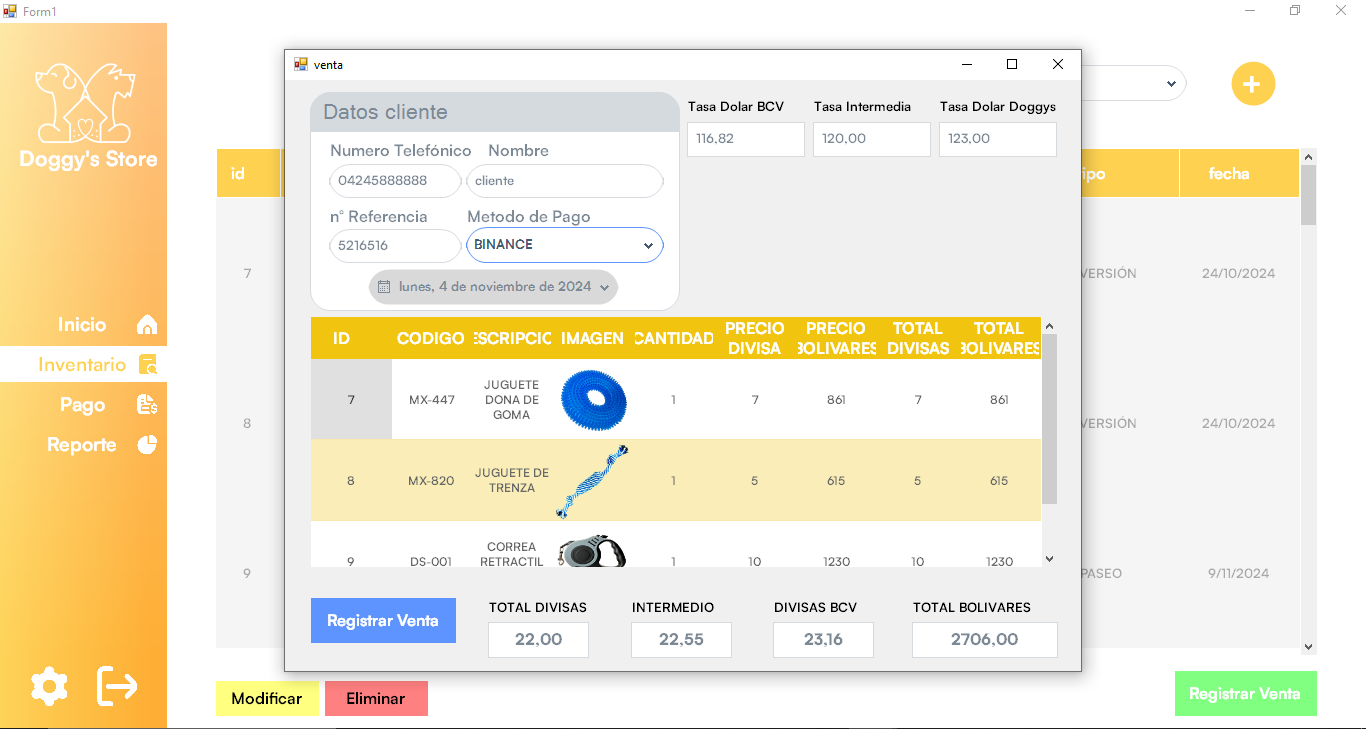 Form1
Doggy's Store
Inicio
Inventario
Pago
Reporte
id
ipo
fecha
7
VERSIÓN
24/10/2024
8
VERSIÓN
24/10/2024
9
PASEO
9/11/2024
Modificar
Eliminar
Registrar Venta
venta
Datos cliente
Numero Telefónico
Nombre
04245888888
cliente
n° Referencia
Metodo de Pago
5216516
BINANCE
lunes, 4 de noviembre de 2024
Tasa Dolar BCV
Tasa Intermedia
Tasa Dolar Doggys
116,82
120,00
123,00
ID
CODIGO
ESCRIPCIO
IMAGEN
CANTIDAD
PRECIO
DIVISA
PRECIO
BOLIVARES
TOTAL
DIVISAS
TOTAL
BOLIVARES
7
MX-447
JUGUETE
DONA DE
GOMA
1
7
861
7
861
8
MX-820
JUGUETE DE
TRENZA
1
5
615
5
615
9
DS-001
CORREA
RETRACTIL
1
10
1230
10
1230
Registrar Venta
TOTAL DIVISAS
INTERMEDIO
DIVISAS BCV
TOTAL BOLIVARES
22,00
22,55
23,16
2706,00